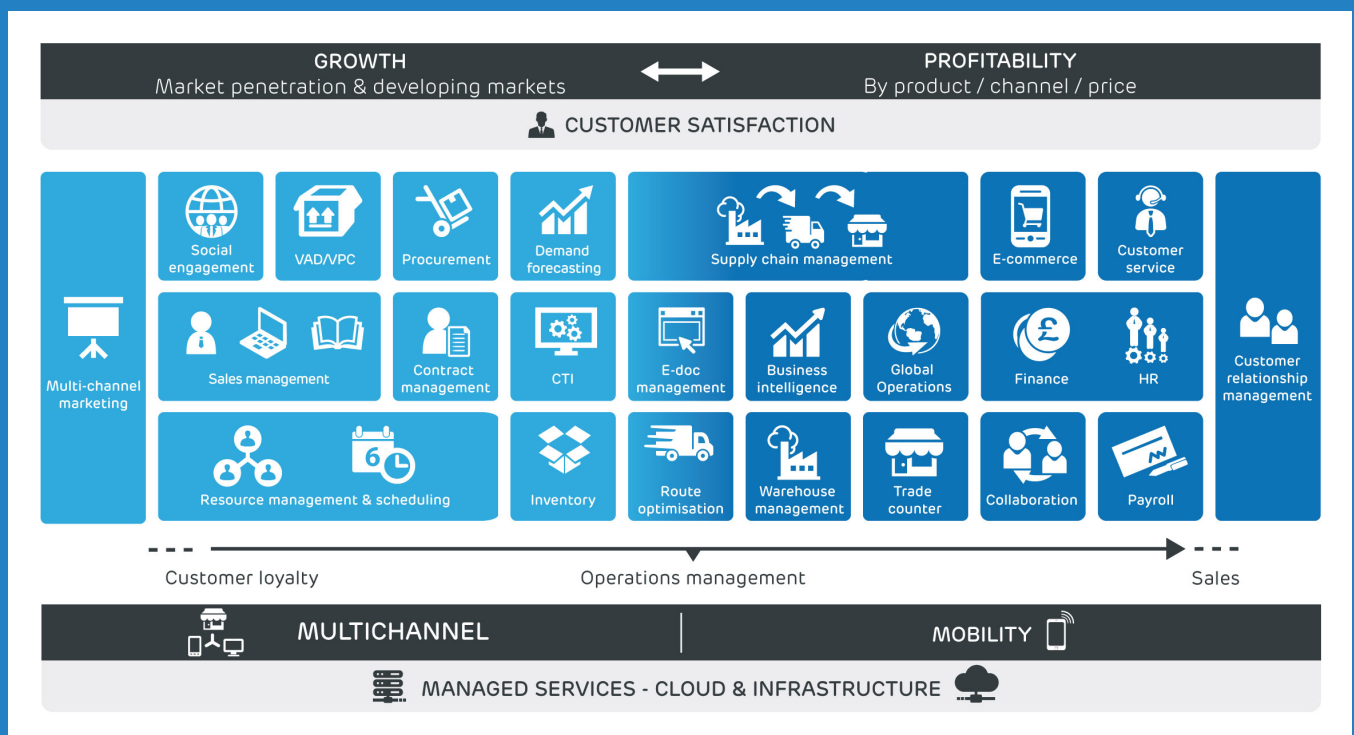 GROWTH
Market penetration & developing markets
PROFITABILITY
By product / channel / price
CUSTOMER SATISFACTION
Multi-channel
marketing
Social
engagement
VAD/VPC
Procurement
Demand
forecasting
Supply chain management
E-commerce
Customer
service
Sales management
Contract
management
CTI
E-doc
management
Business
intelligence
Global
Operations
£
Finance
HR
Customer
relationship
management
6
Resource management & scheduling
Inventory
Route
optimisation
Warehouse
management
Trade
counter
Collaboration
Payroll
Customer loyalty
Operations management
Sales
MULTICHANNEL
MOBILITY
MANAGED SERVICES - CLOUD & INFRASTRUCTURE